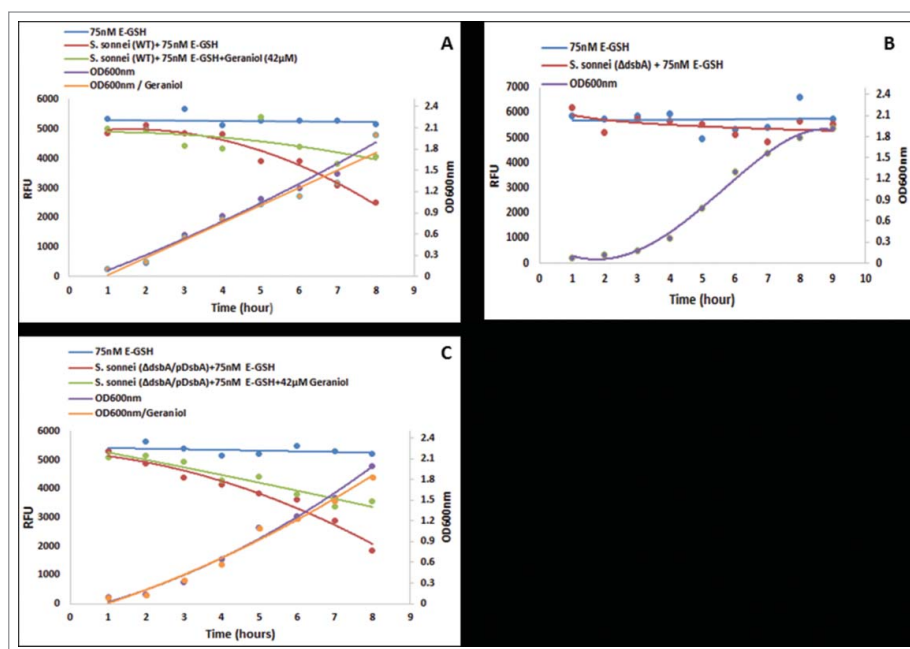 75nM E-GSH
S. sonnei (WT)+ 75nM E-GSH
S. sonnei (WT)+ 75nM E-GSH+Geraniol (42µM)
OD600nm
OD600nm / Geraniol
A
6000
5000
4000
3000
2000
1000
0
RFU
2.4
2.1
1.8
1.5
1.2
0.9
0.6
0.3
0
OD600nm
0 1 2 3 4 5 6 7 8 9
Time (hour)
75nM E-GSH
S. sonnei (ΔdsbA) + 75nM E-GSH
OD600nm
B
7000
6000
5000
4000
3000
2000
1000
0
RFU
2.4
2.1
1.8
1.5
1.2
0.9
0.6
0.3
0
OD600nm
0 1 2 3 4 5 6 7 8 9 10
Time (hour)
75nM E-GSH
S. sonnei (ΔdsbA/pDsbA)+75nM E-GSH
S. sonnei (ΔdsbA/pDsbA)+75nM E-GSH+42µM Geraniol
OD600nm
OD600nm/Geraniol
C
6000
5000
4000
3000
2000
1000
0
RFU
2.4
2.1
1.8
1.5
1.2
0.9
0.6
0.3
0
OD600nm
0 1 2 3 4 5 6 7 8 9
Time (hours)